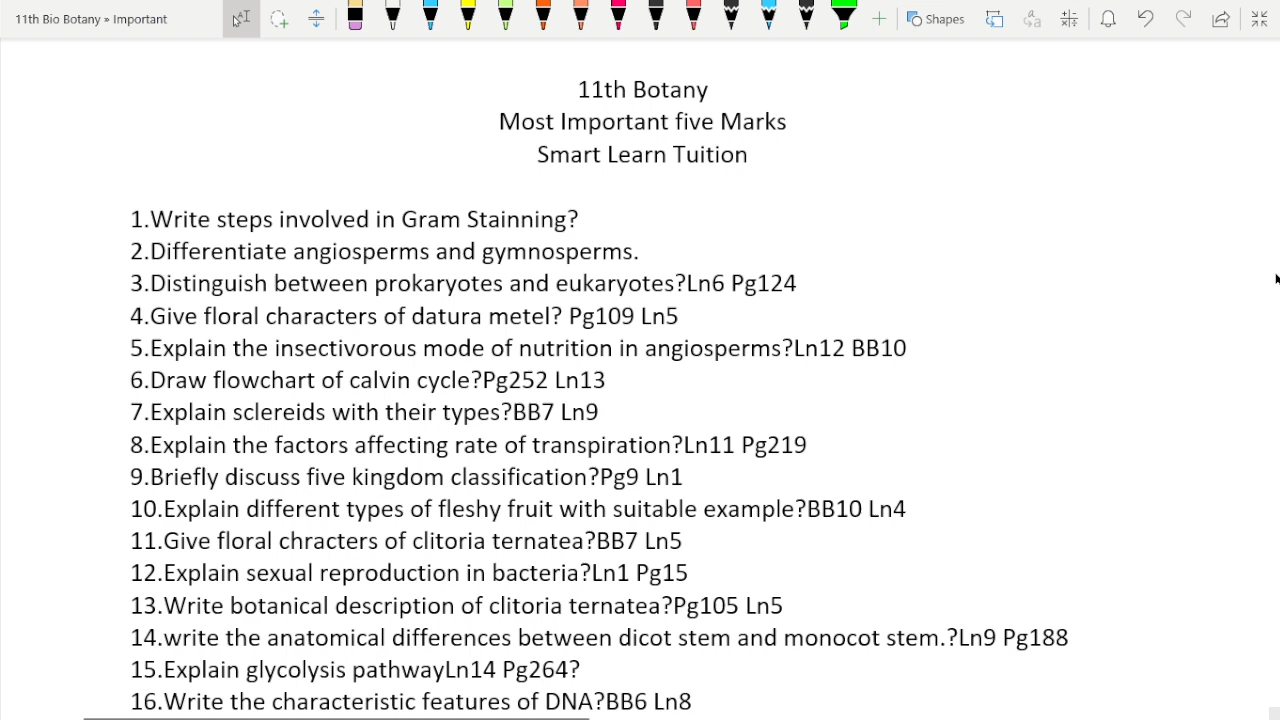 11th Bio Botany » Important
Shapes
11th Botany
Most Important five Marks
Smart Learn Tuition
1.Write steps involved in Gram Stainning?
2.Differentiate angiosperms and gymnosperms.
3.Distinguish between prokaryotes and eukaryotes?Ln6 Pg124
4.Give floral characters of datura metel? Pg109 Ln5
5.Explain the insectivorous mode of nutrition in angiosperms?Ln12 BB10
6.Draw flowchart of calvin cycle?Pg252 Ln13
7.Explain sclereids with their types?BB7 Ln9
8.Explain the factors affecting rate of transpiration?Ln11 Pg219
9.Briefly discuss five kingdom classification?Pg9 Ln1
10.Explain different types of fleshy fruit with suitable example?BB10 Ln4
11.Give floral chracters of clitoria ternatea?BB7 Ln5
12.Explain sexual reproduction in bacteria?Ln1 Pg15
13.Write botanical description of clitoria ternatea?Pg105 Ln5
14.write the anatomical differences between dicot stem and monocot stem.?Ln9 Pg188
15.Explain glycolysis pathwayLn14 Pg264?
16.Write the characteristic features of DNA?BB6 Ln8